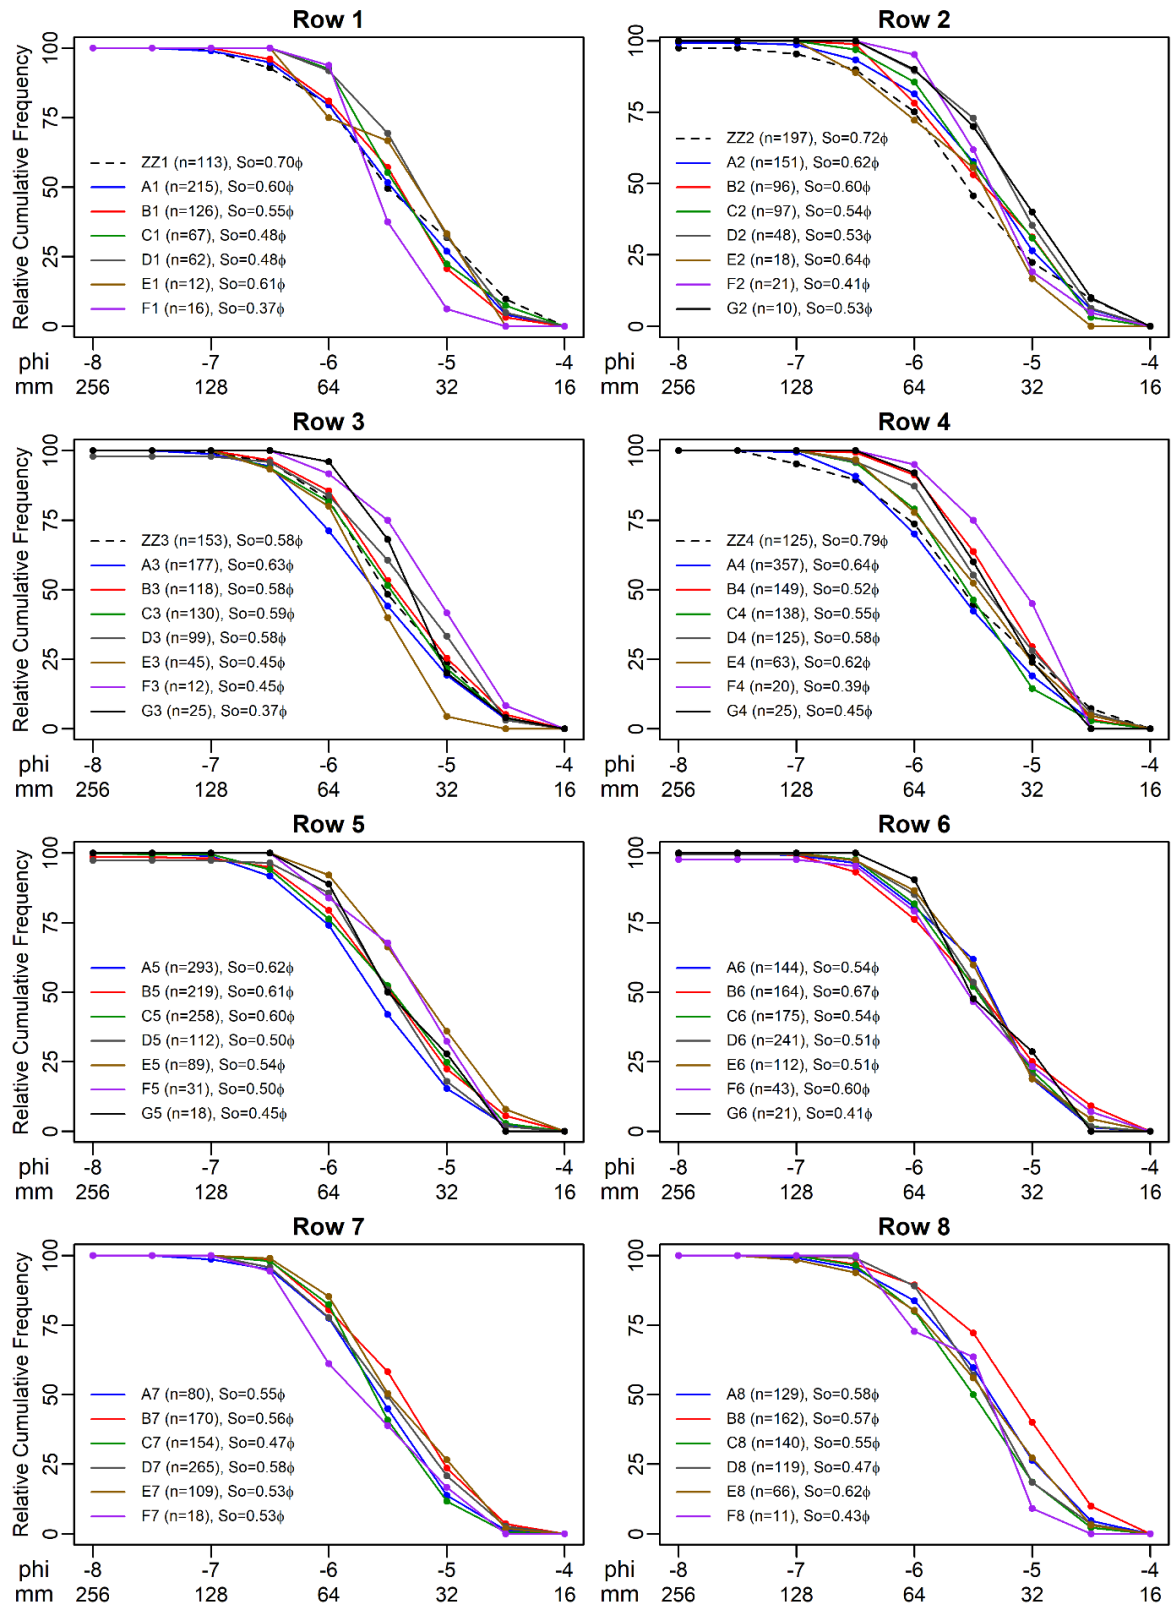 Row 1
Relative Cumulative Frequency
100
75
50
25
0
ZZ1 (n=113), So=0.70ϕ
A1 (n=215), So=0.60ϕ
B1 (n=126), So=0.55ϕ
C1 (n=67), So=0.48ϕ
D1 (n=62), So=0.48ϕ
E1 (n=12), So=0.61ϕ
F1 (n=16), So=0.37ϕ
phi -8 -7 -6 -5 -4
mm 256 128 64 32 16
Row 2
100
75
50
25
0
ZZ2 (n=197), So=0.72ϕ
A2 (n=151), So=0.62ϕ
B2 (n=96), So=0.60ϕ
C2 (n=97), So=0.54ϕ
D2 (n=48), So=0.53ϕ
E2 (n=18), So=0.64ϕ
F2 (n=21), So=0.41ϕ
G2 (n=10), So=0.53ϕ
phi -8 -7 -6 -5 -4
mm 256 128 64 32 16
Row 3
Relative Cumulative Frequency
100
75
50
25
0
ZZ3 (n=153), So=0.58ϕ
A3 (n=177), So=0.63ϕ
B3 (n=118), So=0.58ϕ
C3 (n=130), So=0.59ϕ
D3 (n=99), So=0.58ϕ
E3 (n=45), So=0.45ϕ
F3 (n=12), So=0.45ϕ
G3 (n=25), So=0.37ϕ
phi -8 -7 -6 -5 -4
mm 256 128 64 32 16
Row 4
100
75
50
25
0
ZZ4 (n=125), So=0.79ϕ
A4 (n=357), So=0.64ϕ
B4 (n=149), So=0.52ϕ
C4 (n=138), So=0.55ϕ
D4 (n=125), So=0.58ϕ
E4 (n=63), So=0.62ϕ
F4 (n=20), So=0.39ϕ
G4 (n=25), So=0.45ϕ
phi -8 -7 -6 -5 -4
mm 256 128 64 32 16
Row 5
Relative Cumulative Frequency
100
75
50
25
0
A5 (n=293), So=0.62ϕ
B5 (n=219), So=0.61ϕ
C5 (n=258), So=0.60ϕ
D5 (n=112), So=0.50ϕ
E5 (n=89), So=0.54ϕ
F5 (n=31), So=0.50ϕ
G5 (n=18), So=0.45ϕ
phi -8 -7 -6 -5 -4
mm 256 128 64 32 16
Row 6
100
75
50
25
0
A6 (n=144), So=0.54ϕ
B6 (n=164), So=0.67ϕ
C6 (n=175), So=0.54ϕ
D6 (n=241), So=0.51ϕ
E6 (n=112), So=0.51ϕ
F6 (n=43), So=0.60ϕ
G6 (n=21), So=0.41ϕ
phi -8 -7 -6 -5 -4
mm 256 128 64 32 16
Row 7
Relative Cumulative Frequency
100
75
50
25
0
A7 (n=80), So=0.55ϕ
B7 (n=170), So=0.56ϕ
C7 (n=154), So=0.47ϕ
D7 (n=265), So=0.58ϕ
E7 (n=109), So=0.53ϕ
F7 (n=18), So=0.53ϕ
phi -8 -7 -6 -5 -4
mm 256 128 64 32 16
Row 8
100
75
50
25
0
A8 (n=129), So=0.58ϕ
B8 (n=162), So=0.57ϕ
C8 (n=140), So=0.55ϕ
D8 (n=119), So=0.47ϕ
E8 (n=66), So=0.62ϕ
F8 (n=11), So=0.43ϕ
phi -8 -7 -6 -5 -4
mm 256 128 64 32 16